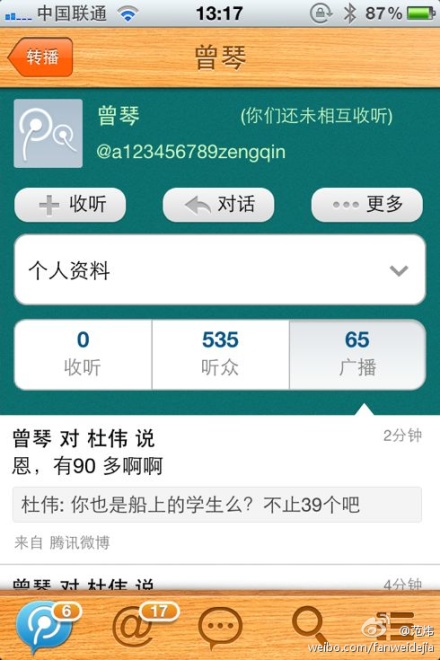 中国联通 13:17 87%
转播 曾琴
曾琴 (你们还未相互收听)
@a123456789zengqin
收听 对话 更多
个人资料
0 535 65
收听 听众 广播
曾琴 对 杜伟 说 2分钟
恩，有90 多啊啊
杜伟: 你也是船上的学生么？不止39个吧
来自 腾讯微博
曾琴 对 杜伟 说 4分钟
6 @ 17
weibo.com/fanweidejia